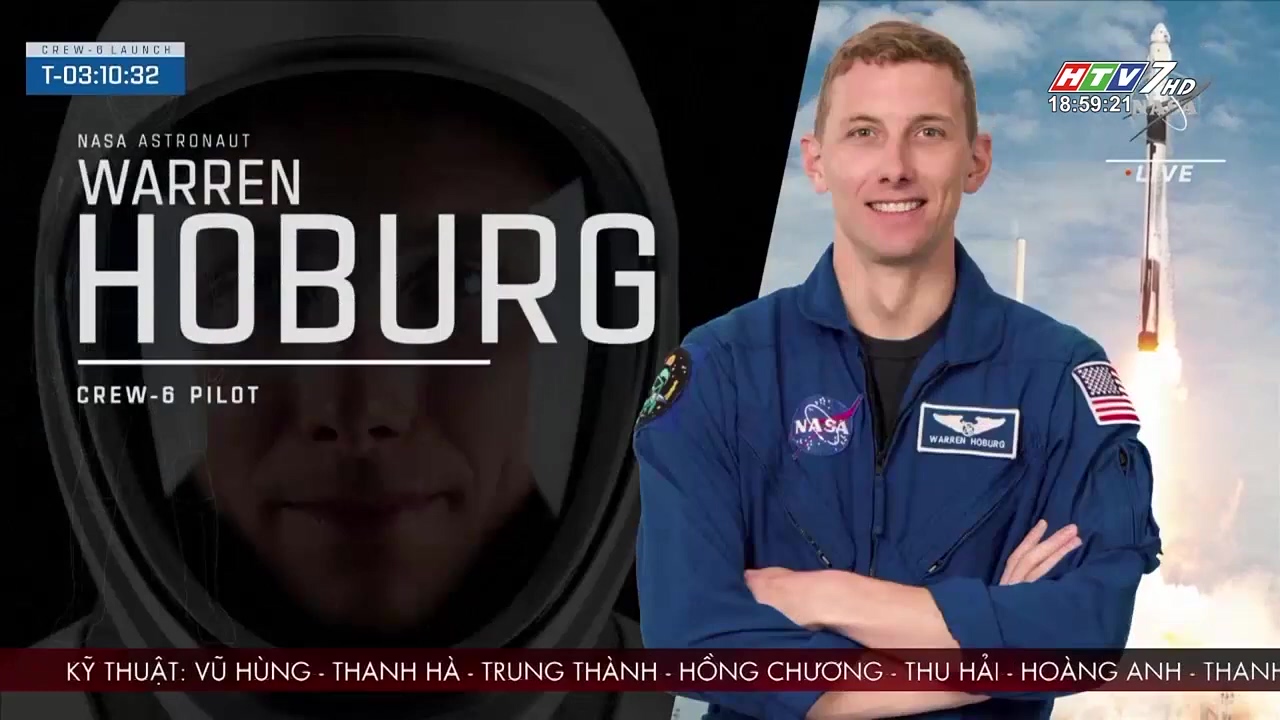 CREW-6 LAUNCH
T-03:10:32
NASA ASTRONAUT
WARREN
HOBURG
CREW-6 PILOT
HTV7 HD
18:59:21
NASA
LIVE
NASA
WARREN HOBURG
KỸ THUẬT: VŨ HÙNG - THANH HÀ - TRUNG THÀNH - HỒNG CHƯƠNG - THU HẢI - HOÀNG ANH - THANH